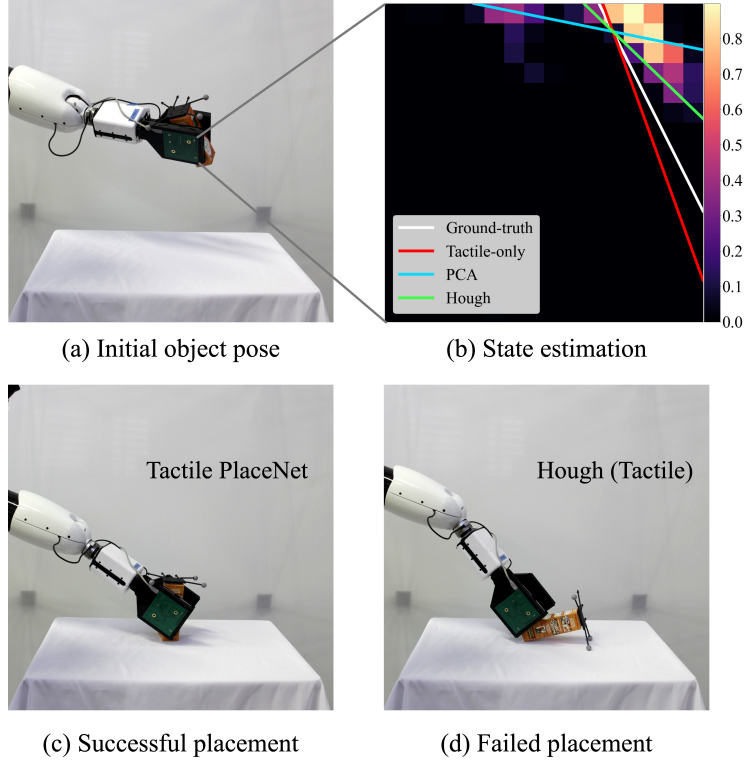 0.8
0.7
0.6
0.5
0.4
0.3
0.2
0.1
0.0
Ground-truth
Tactile-only
PCA
Hough
(a) Initial object pose
(b) State estimation
Tactile PlaceNet
Hough (Tactile)
(c) Successful placement
(d) Failed placement